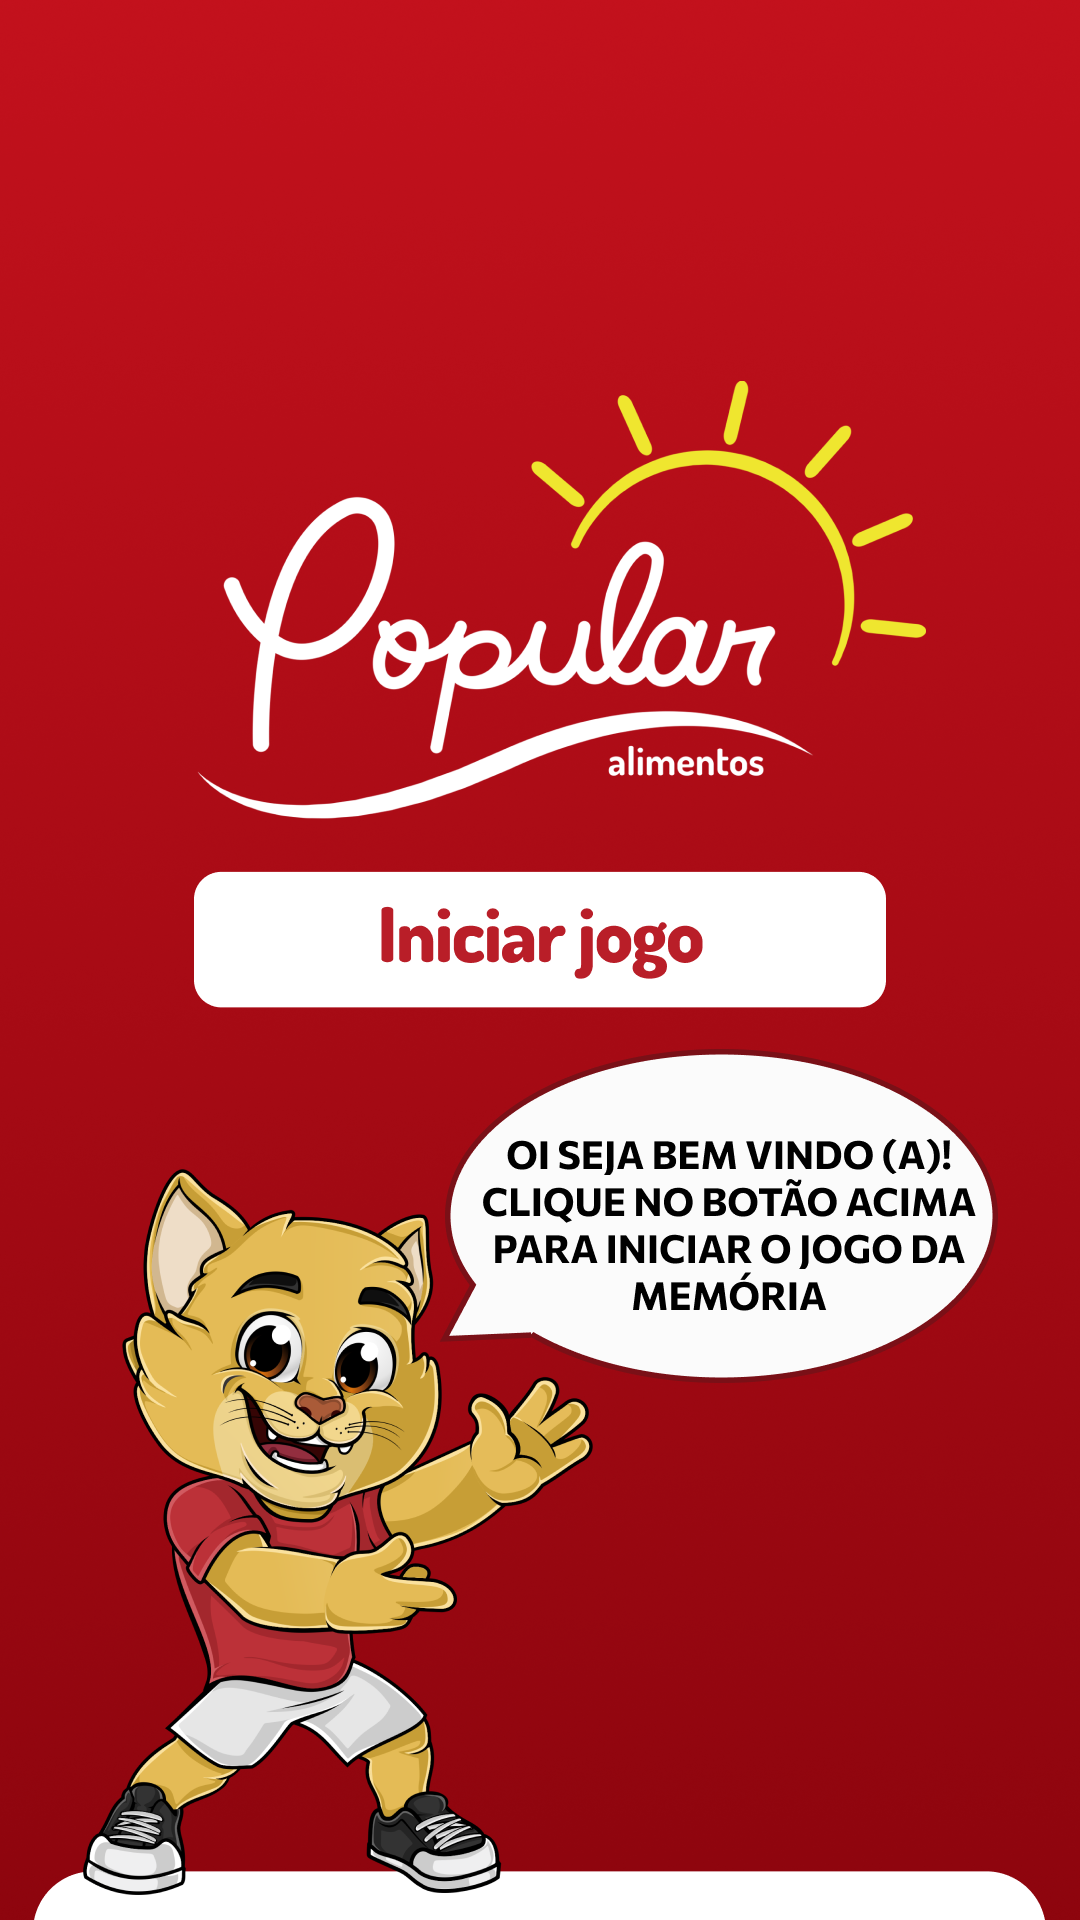 Popular
alimentos
Iniciar jogo
OI SEJA BEM VINDO (A)!
CLIQUE NO BOTÃO ACIMA
PARA INICIAR O JOGO DA
MEMÓRIA